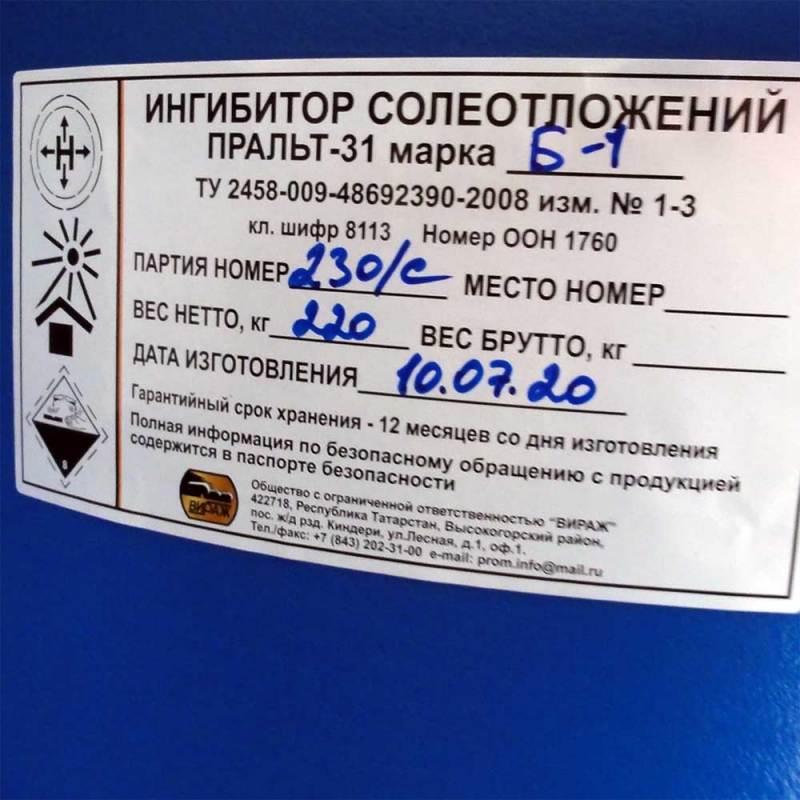 ИНГИБИТОР СОЛЕОТЛОЖЕНИЙ
ПРАЛЬТ-31 марка Б-1
ТУ 2458-009-48692390-2008 изм. № 1-3
кл. шифр 8113 Номер ООН 1760
ПАРТИЯ НОМЕР 230/с МЕСТО НОМЕР
ВЕС НЕТТО, кг 220 ВЕС БРУТТО, кг
ДАТА ИЗГОТОВЛЕНИЯ 10.07.20
Гарантийный срок хранения - 12 месяцев со дня изготовления
Полная информация по безопасному обращению с продукцией
содержится в паспорте безопасности
Общество с ограниченной ответственностью "ВИРАЖ"
422718, Республика Татарстан, Высокогорский район,
пос. ж/д рзд. Киндери, ул.Лесная, д.1, оф.1.
Тел./факс: +7 (843) 202-31-00 e-mail: prom.info@mail.ru
ВИРАЖ
Н
8